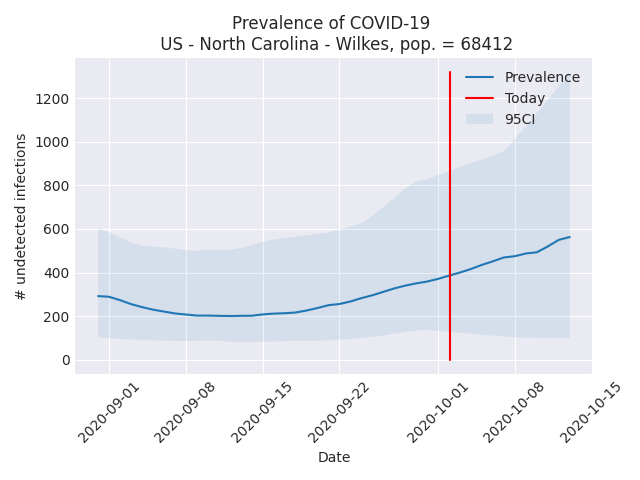 Prevalence of COVID-19
US - North Carolina - Wilkes, pop. = 68412
Prevalence
Today
95CI
1200
1000
800
600
400
200
0
# undetected infections
2020-09-01
2020-09-08
2020-09-15
2020-09-22
2020-10-01
2020-10-08
2020-10-15
Date